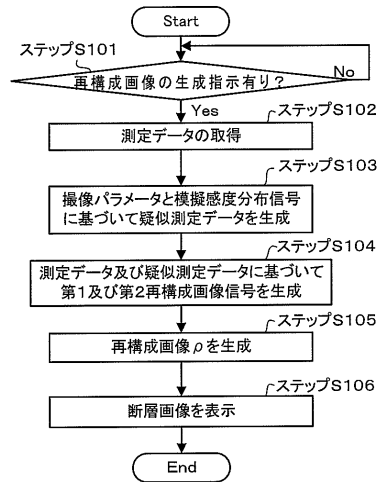 Start
ステップS101
再構成画像の生成指示有り？
No
Yes
ステップS102
測定データの取得
ステップS103
撮像パラメータと模擬感度分布信号
に基づいて疑似測定データを生成
ステップS104
測定データ及び疑似測定データに基づいて
第1及び第2再構成画像信号を生成
ステップS105
再構成画像ρを生成
ステップS106
断層画像を表示
End